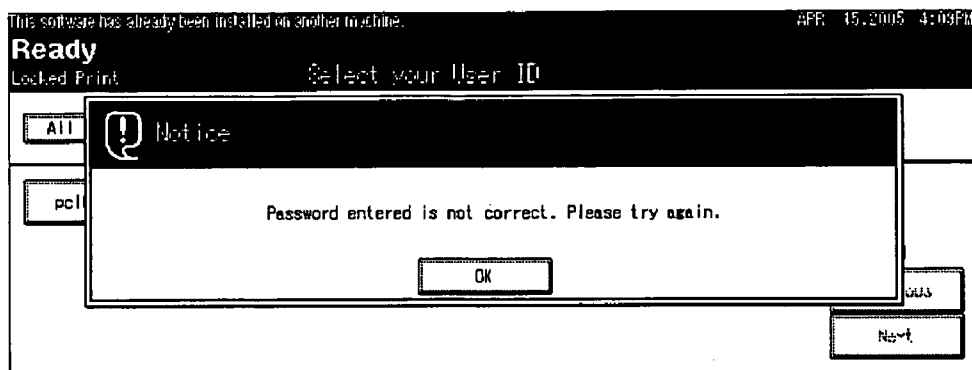 This software has already been installed on another machine.
APR 15.2005 4:09PM
Ready
Locked Print
Select your User ID
All
Notice
Password entered is not correct. Please try again.
OK
Next